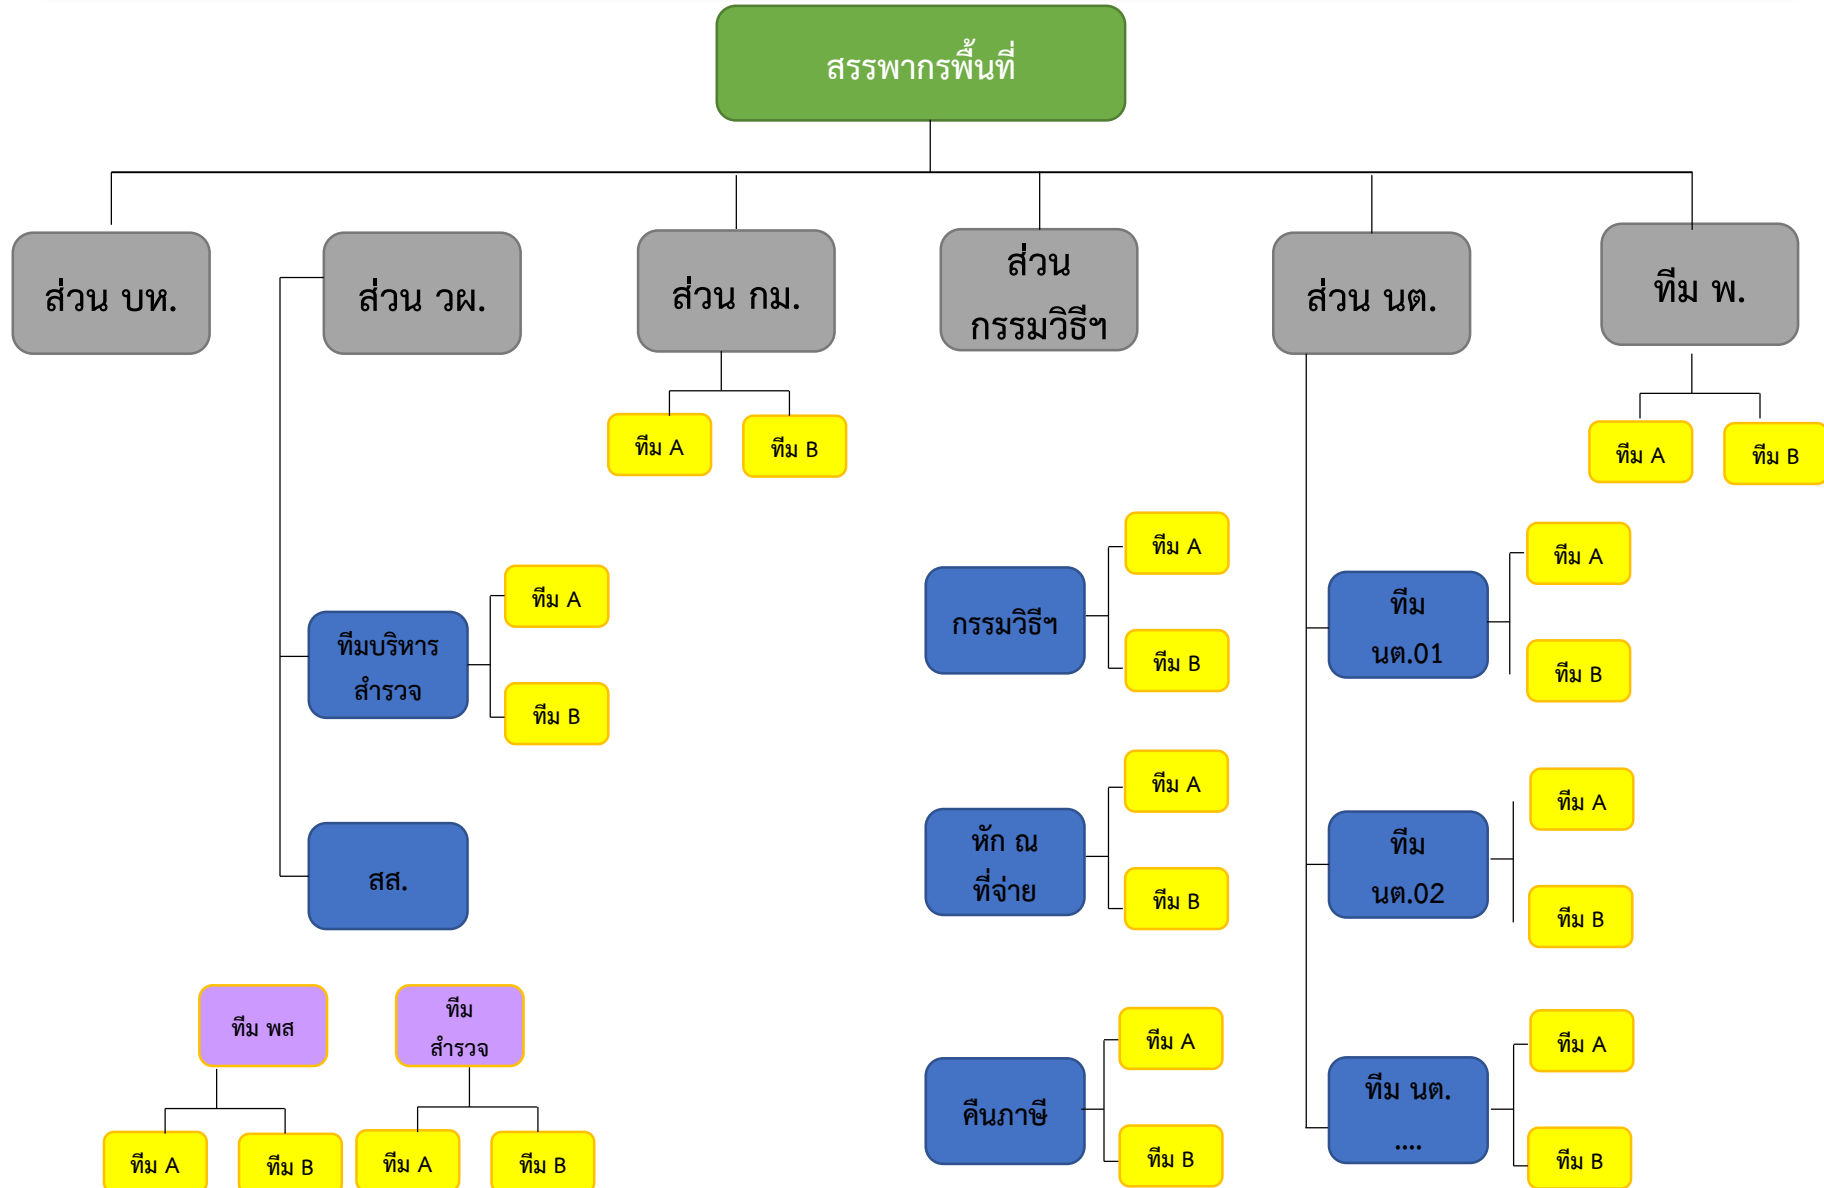 สรรพากรพื้นที่
ส่วน บห.
ส่วน วผ.
ส่วน กม.
ส่วน
กรรมวิธีฯ
ส่วน นต.
ทีม พ.
ทีม A
ทีม B
ทีม A
ทีม B
ทีมบริหาร
สำรวจ
ทีม A
ทีม B
กรรมวิธีฯ
ทีม A
ทีม B
ทีม
นต.01
ทีม A
ทีม B
สส.
หัก ณ
ที่จ่าย
ทีม A
ทีม B
ทีม
นต.02
ทีม A
ทีม B
ทีม พส
ทีม
สำรวจ
ทีม A
ทีม B
ทีม A
ทีม B
คืนภาษี
ทีม A
ทีม B
ทีม นต.
....
ทีม A
ทีม B